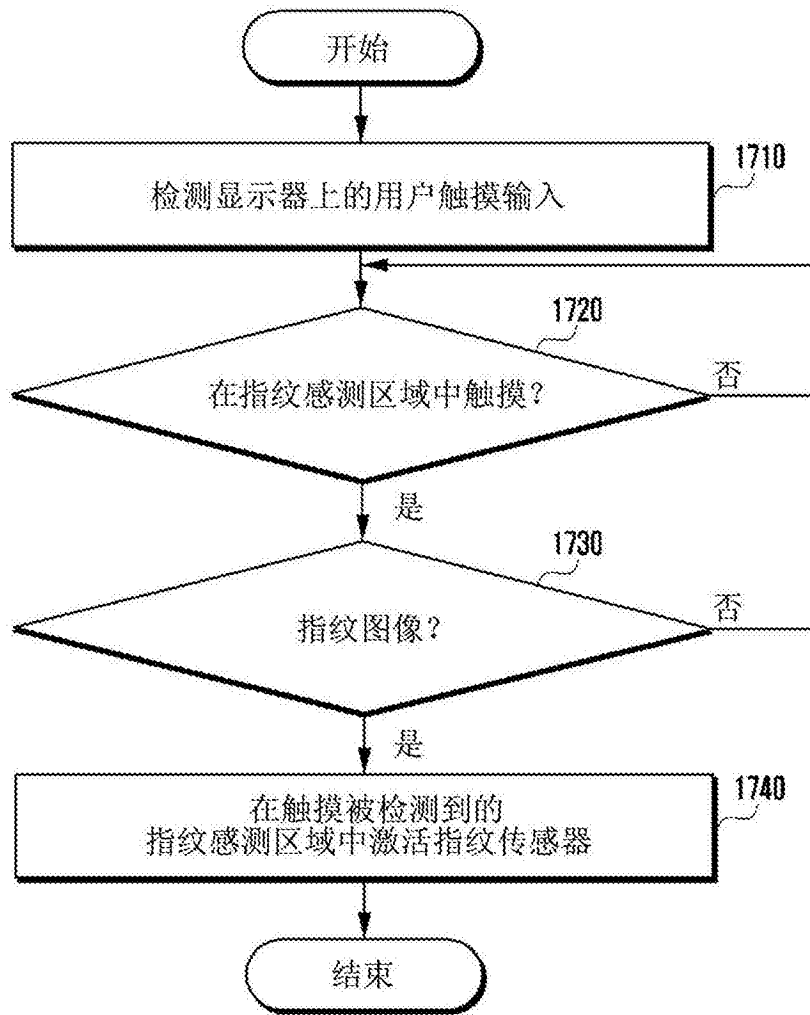 开始
检测显示器上的用户触摸输入
1710
在指纹感测区域中触摸？
1720
否
是
指纹图像？
1730
否
是
在触摸被检测到的
指纹感测区域中激活指纹传感器
1740
结束